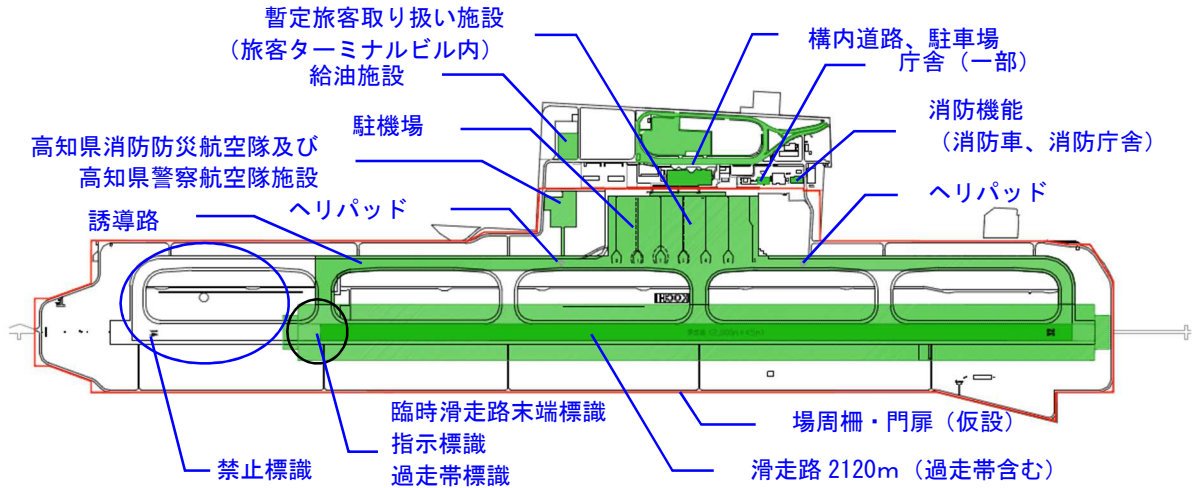 暫定旅客取り扱い施設
（旅客ターミナルビル内）
構内道路、駐車場
庁舎（一部）
給油施設
消防機能
（消防車、消防庁舎）
駐機場
高知県消防防災航空隊及び
高知県警察航空隊施設
ヘリパッド
ヘリパッド
誘導路
KOCHI
臨時滑走路末端標識
指示標識
過走帯標識
場周柵・門扉（仮設）
禁止標識
滑走路 2120m（過走帯含む）